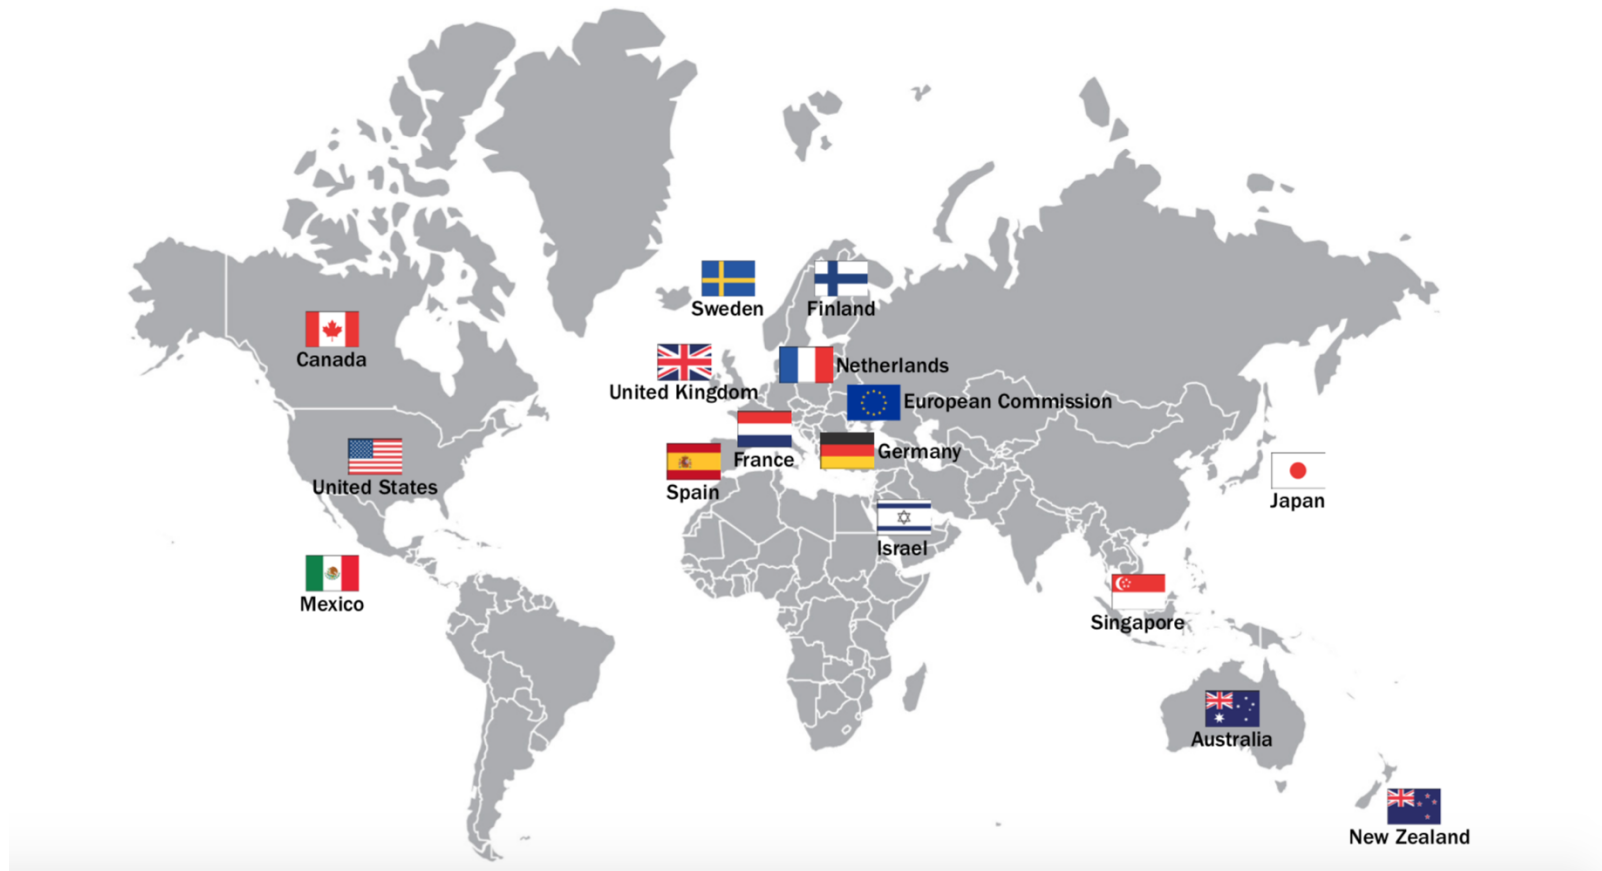 Sweden
Finland
Canada
Netherlands
United Kingdom
European Commission
France
Germany
Spain
United States
Japan
Israel
Mexico
Singapore
Australia
New Zealand